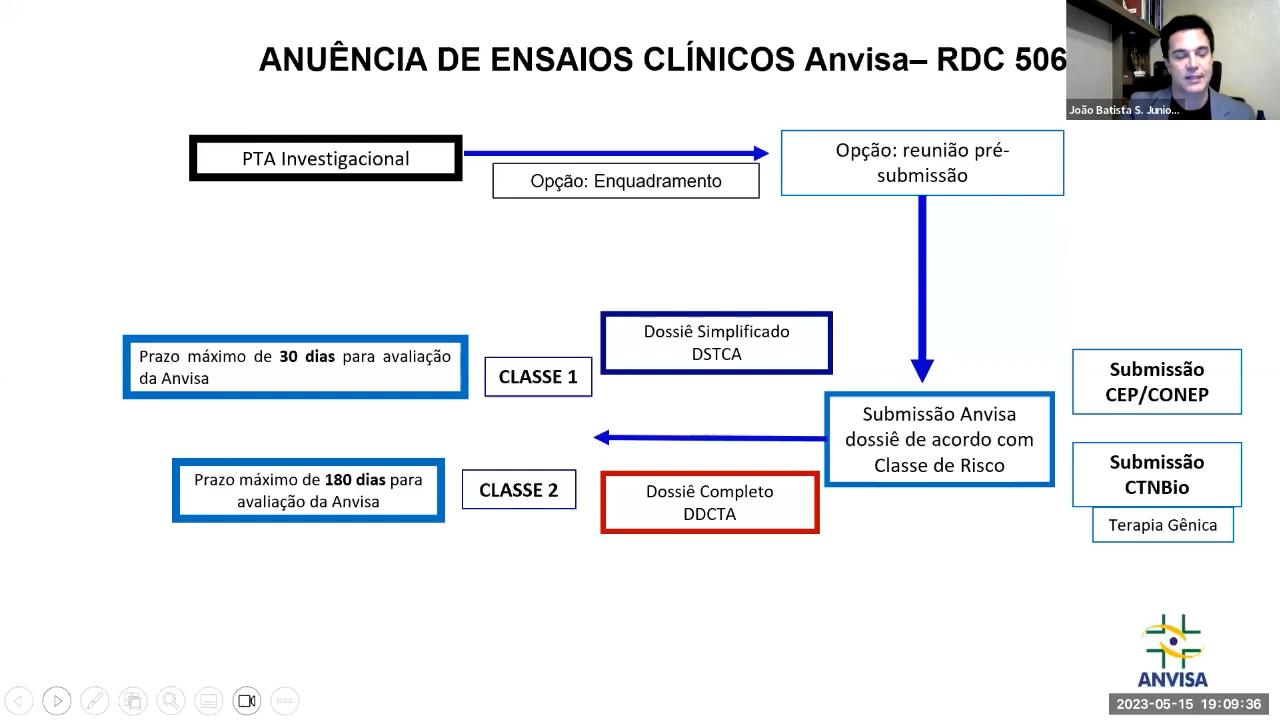 ANUÊNCIA DE ENSAIOS CLÍNICOS Anvisa– RDC 506
João Batista S. Junio...
PTA Investigacional
Opção: Enquadramento
Opção: reunião pré-
submissão
Dossiê Simplificado
DSTCA
Prazo máximo de 30 dias para avaliação
da Anvisa
CLASSE 1
Submissão
CEP/CONEP
Submissão Anvisa
dossiê de acordo com
Classe de Risco
Submissão
CTNBio
Terapia Gênica
Prazo máximo de 180 dias para
avaliação da Anvisa
CLASSE 2
Dossiê Completo
DDCTA
ANVISA
2023-05-15 19:09:36